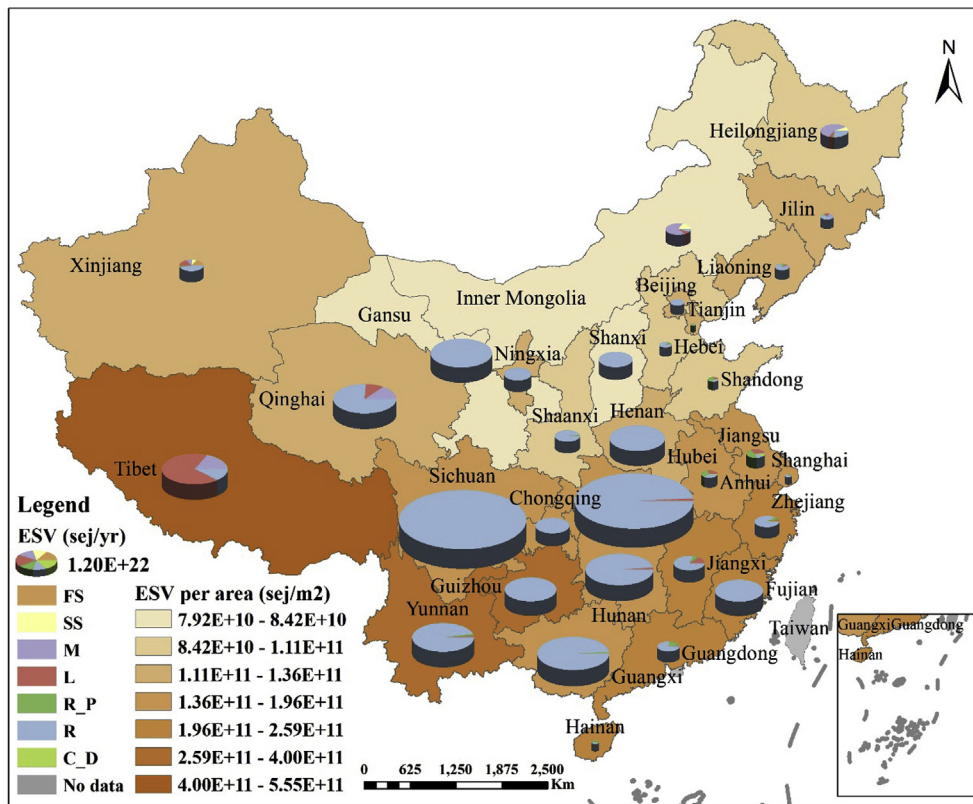 N
Heilongjiang
Jilin
Xinjiang
Liaoning
Beijing
Inner Mongolia
Tianjin
Gansu
Shanxi
Ningxia
Hebei
Shandong
Qinghai
Shaanxi
Henan
Jiangsu
Tibet
Hubei
Shanghai
Sichuan
Anhui
Chongqing
Zhejiang
Legend
ESV (sej/yr)
1.20E+22
Jiangxi
Guizhou
Fujian
FS
ESV per area (sej/m2)
Yunnan
Hunan
Taiwan
SS
7.92E+10 - 8.42E+10
Guangxi Guangdong
M
8.42E+10 - 1.11E+11
Guangdong
Hainan
L
1.11E+11 - 1.36E+11
Guangxi
R_P
1.36E+11 - 1.96E+11
R
1.96E+11 - 2.59E+11
Hainan
C_D
2.59E+11 - 4.00E+11
No data
4.00E+11 - 5.55E+11
0 625 1,250 1,875 2,500
Km